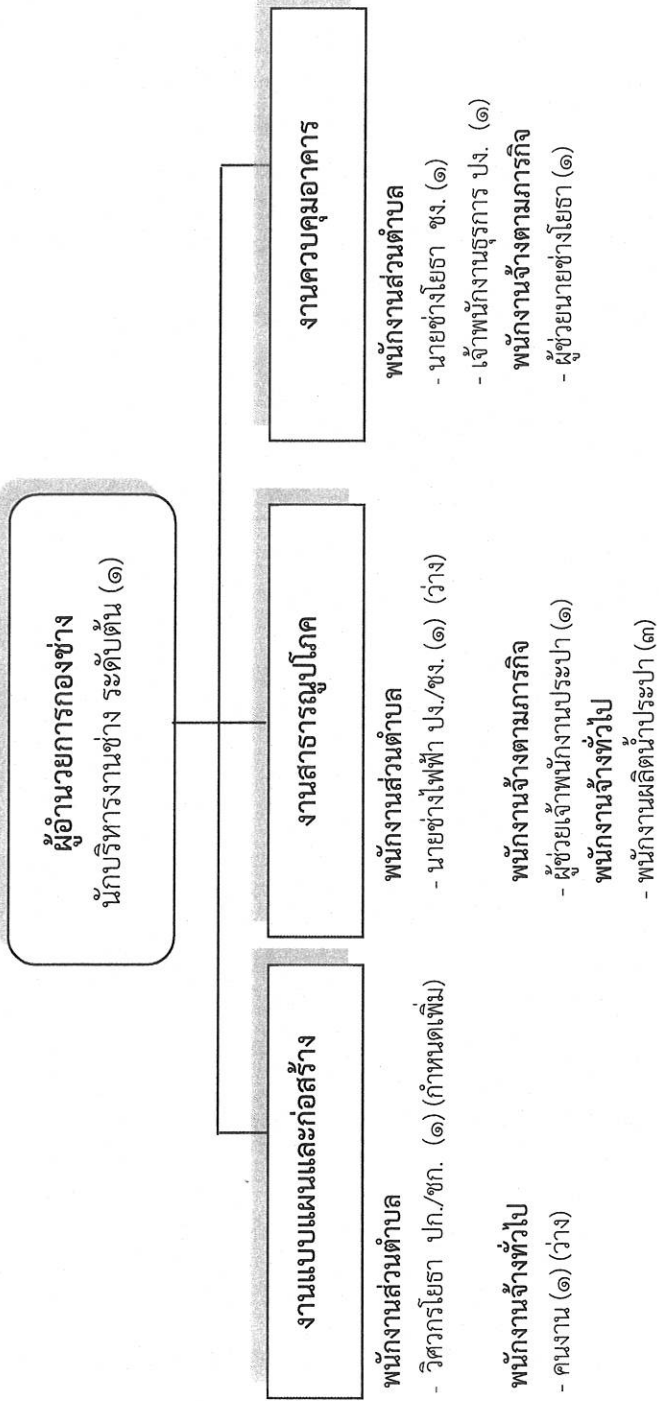 ผู้อำนวยการกองช่าง
นักบริหารงานช่าง ระดับต้น (๑)
งานแบบแผนและก่อสร้าง
พนักงานส่วนตำบล
- วิศวกรโยธา ปก./ชก. (๑) (กำหนดเพิ่ม)
พนักงานจ้างทั่วไป
- คนงาน (๑) (ว่าง)
งานสาธารณูปโภค
พนักงานส่วนตำบล
- นายช่างไฟฟ้า ปง./ชง. (๑) (ว่าง)
พนักงานจ้างตามภารกิจ
- ผู้ช่วยเจ้าพนักงานประปา (๑)
พนักงานจ้างทั่วไป
- พนักงานผลิตน้ำประปา (๓)
งานควบคุมอาคาร
พนักงานส่วนตำบล
- นายช่างโยธา ชง. (๑)
- เจ้าพนักงานธุรการ ปง. (๑)
พนักงานจ้างตามภารกิจ
- ผู้ช่วยนายช่างโยธา (๑)